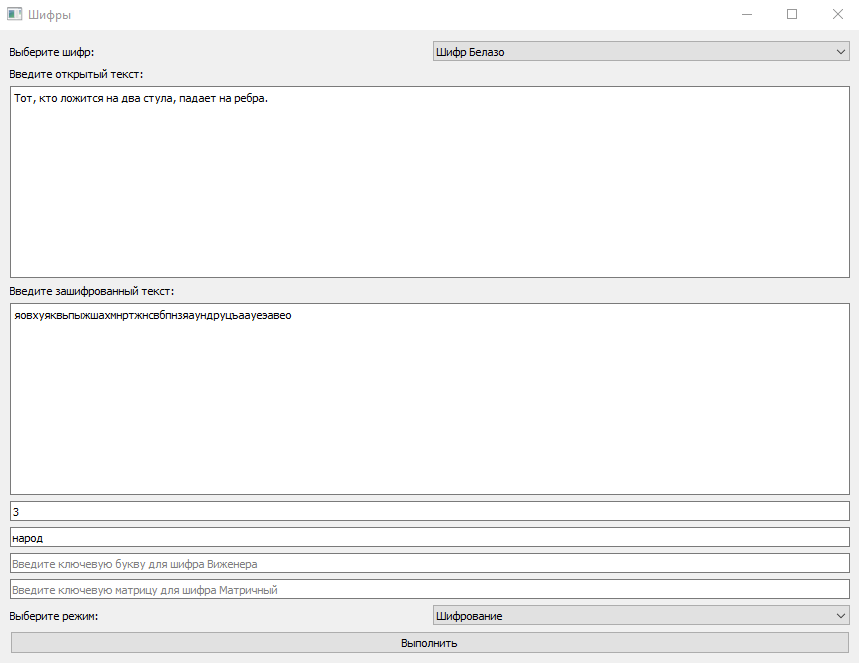 Шифры
Выберите шифр:
Шифр Белазо
Введите открытый текст:
Тот, кто ложится на два стула, падает на ребра.
Введите зашифрованный текст:
яовхуяквьпыжшахмнртжнсвбпнзяаундруцъаауезавео
3
народ
Введите ключевую букву для шифра Виженера
Введите ключевую матрицу для шифра Матричный
Выберите режим:
Шифрование
Выполнить